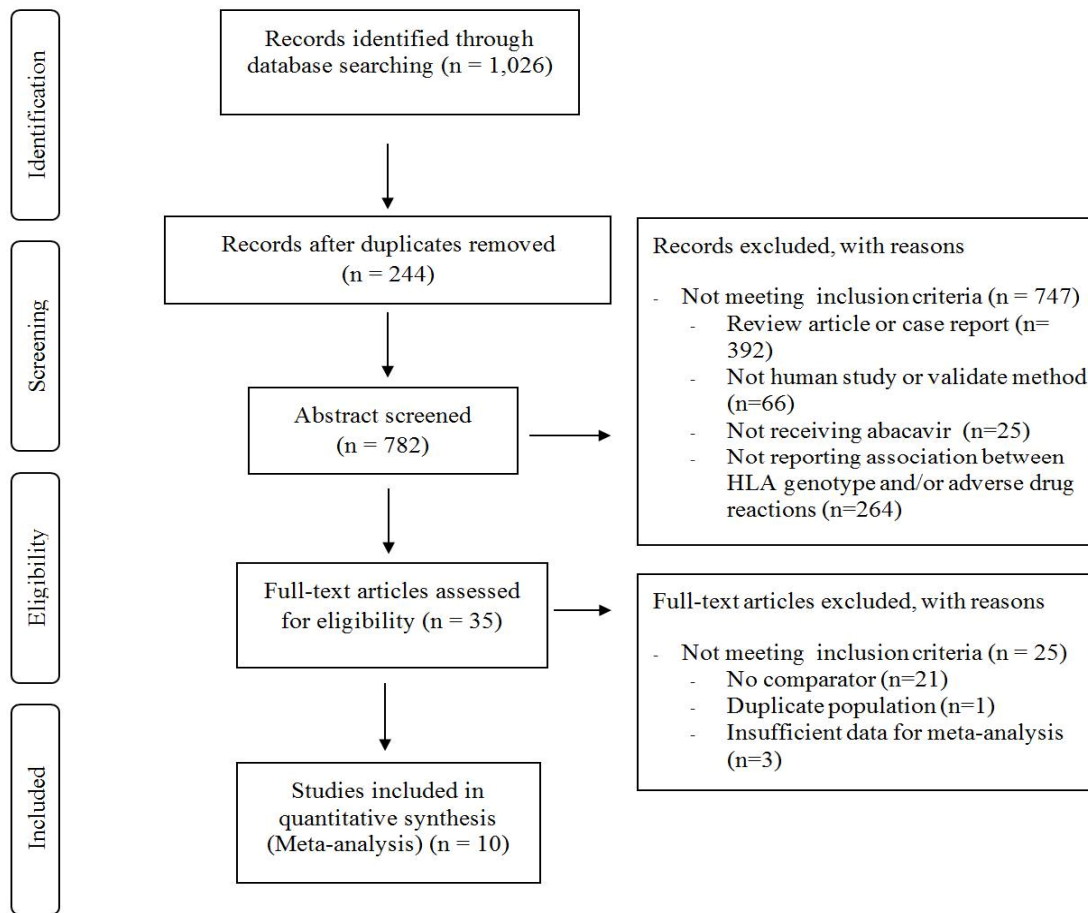 Identification
Records identified through
database searching (n = 1,026)
Records after duplicates removed
(n = 244)
Screening
Records excluded, with reasons
- Not meeting inclusion criteria (n = 747)
- Review article or case report (n=
392)
- Not human study or validate method
(n=66)
- Not receiving abacavir (n=25)
- Not reporting association between
HLA genotype and/or adverse drug
reactions (n=264)
Abstract screened
(n = 782)
Eligibility
Full-text articles assessed
for eligibility (n = 35)
Full-text articles excluded, with reasons
- Not meeting inclusion criteria (n = 25)
- No comparator (n=21)
- Duplicate population (n=1)
- Insufficient data for meta-analysis
(n=3)
Included
Studies included in
quantitative synthesis
(Meta-analysis) (n = 10)